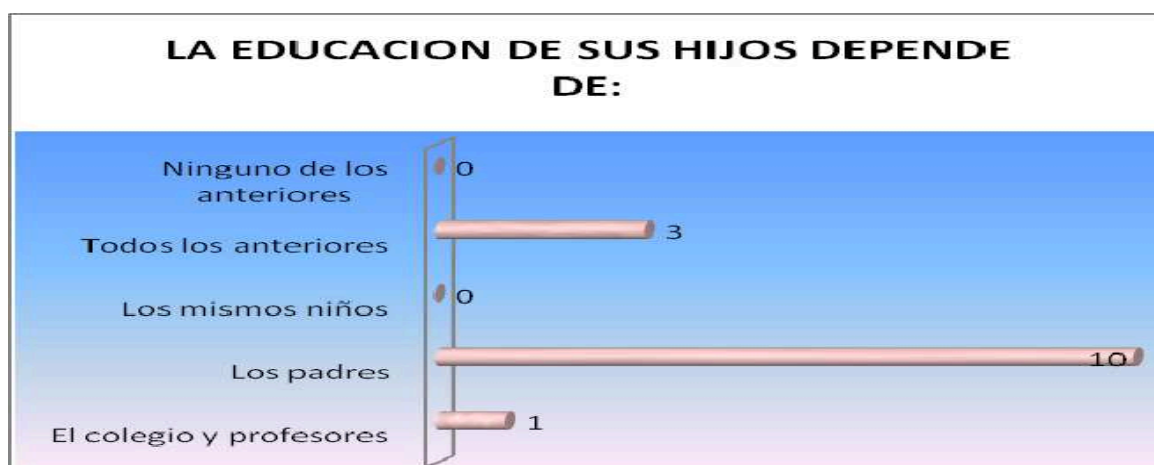 LA EDUCACION DE SUS HIJOS DEPENDE
DE:
Ninguno de los
anteriores
0
Todos los anteriores
3
Los mismos niños
0
Los padres
10
El colegio y profesores
1